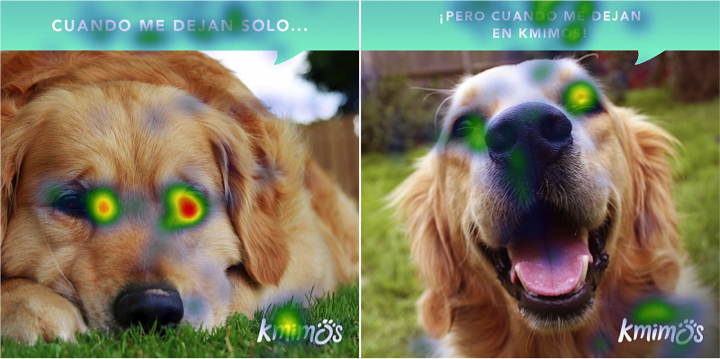 CUANDO ME DEJAN SOLO...
kmimos
¡PERO CUANDO ME DEJAN
EN KMIMOS!
kmimos